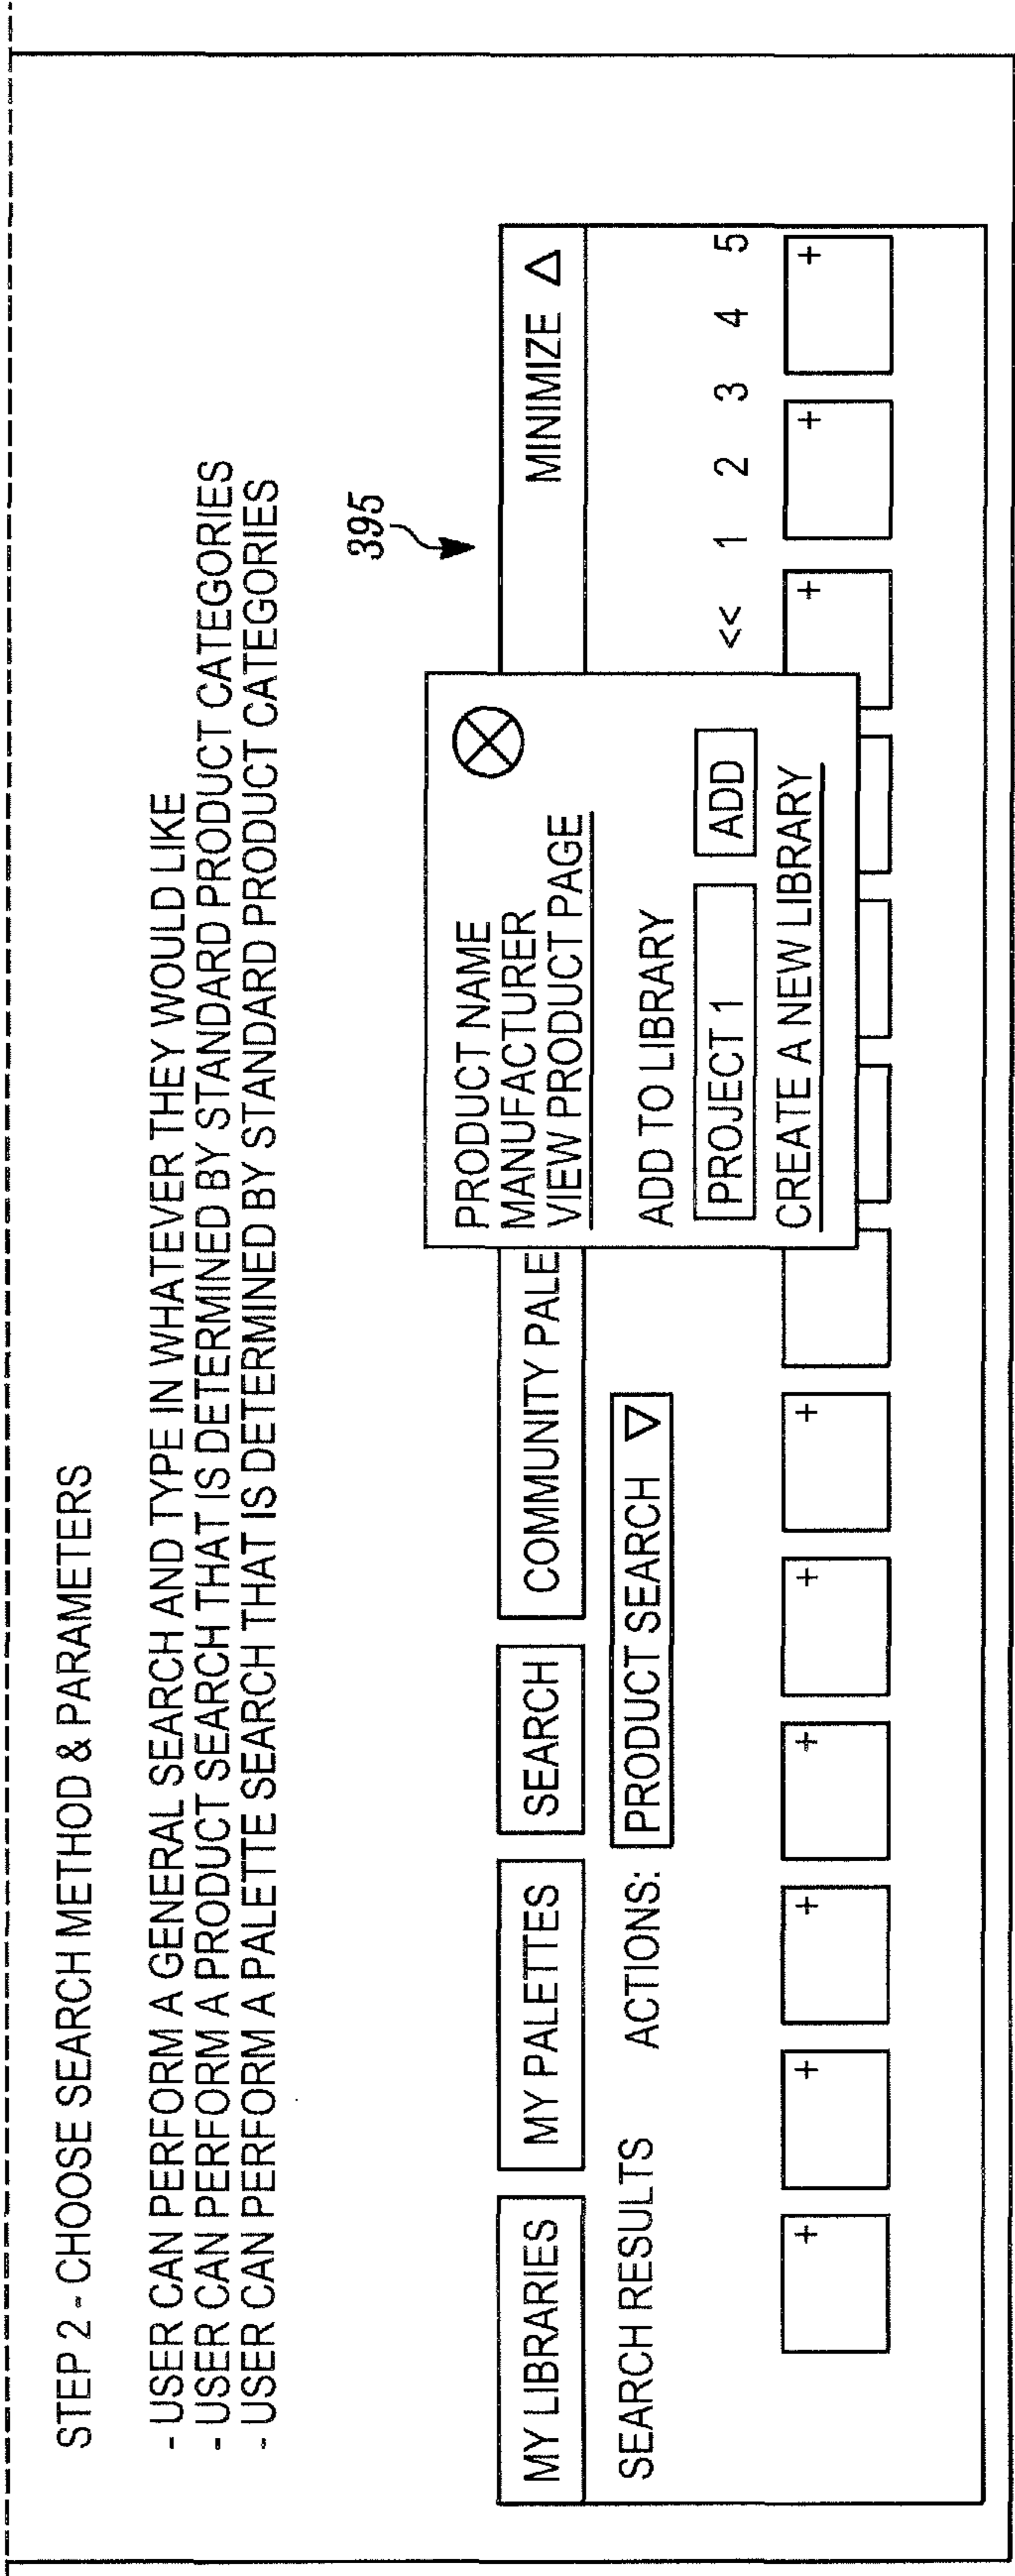 STEP 2 - CHOOSE SEARCH METHOD & PARAMETERS
- USER CAN PERFORM A GENERAL SEARCH AND TYPE IN WHATEVER THEY WOULD LIKE
- USER CAN PERFORM A PRODUCT SEARCH THAT IS DETERMINED BY STANDARD PRODUCT CATEGORIES
- USER CAN PERFORM A PALETTE SEARCH THAT IS DETERMINED BY STANDARD PRODUCT CATEGORIES
395
PRODUCT NAME
MANUFACTURER
VIEW PRODUCT PAGE
ADD TO LIBRARY
PROJECT 1 ADD
CREATE A NEW LIBRARY
MY LIBRARIES MY PALETTES SEARCH COMMUNITY PALE MINIMIZE △
SEARCH RESULTS ACTIONS: PRODUCT SEARCH ▽
<< 1 2 3 4 5
+ + + + + + + + +